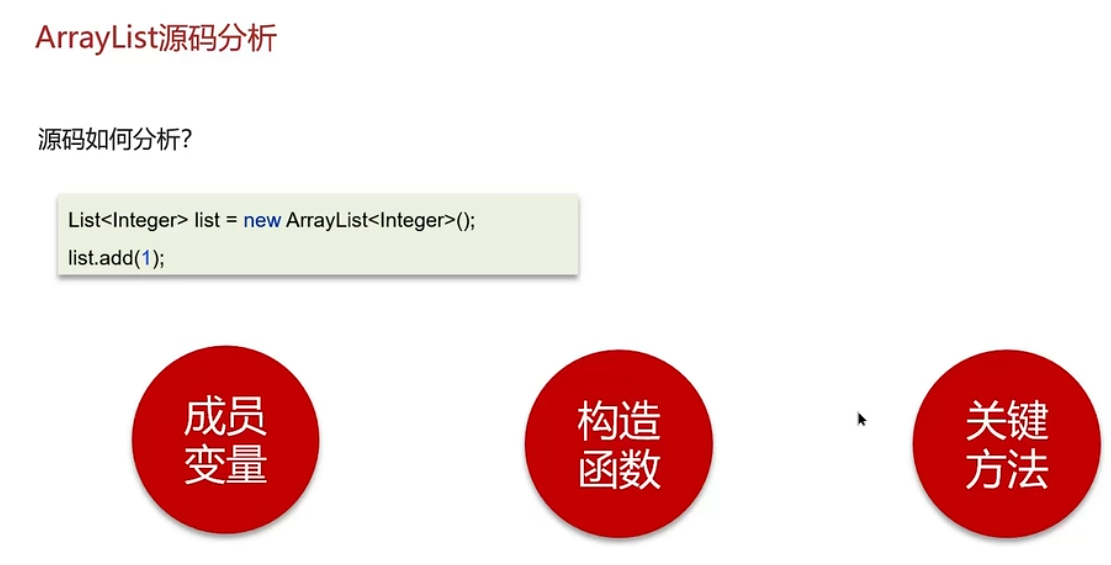 ArrayList源码分析
源码如何分析？
List<Integer> list = new ArrayList<Integer>();
list.add(1);
成员
变量
构造
函数
关键
方法